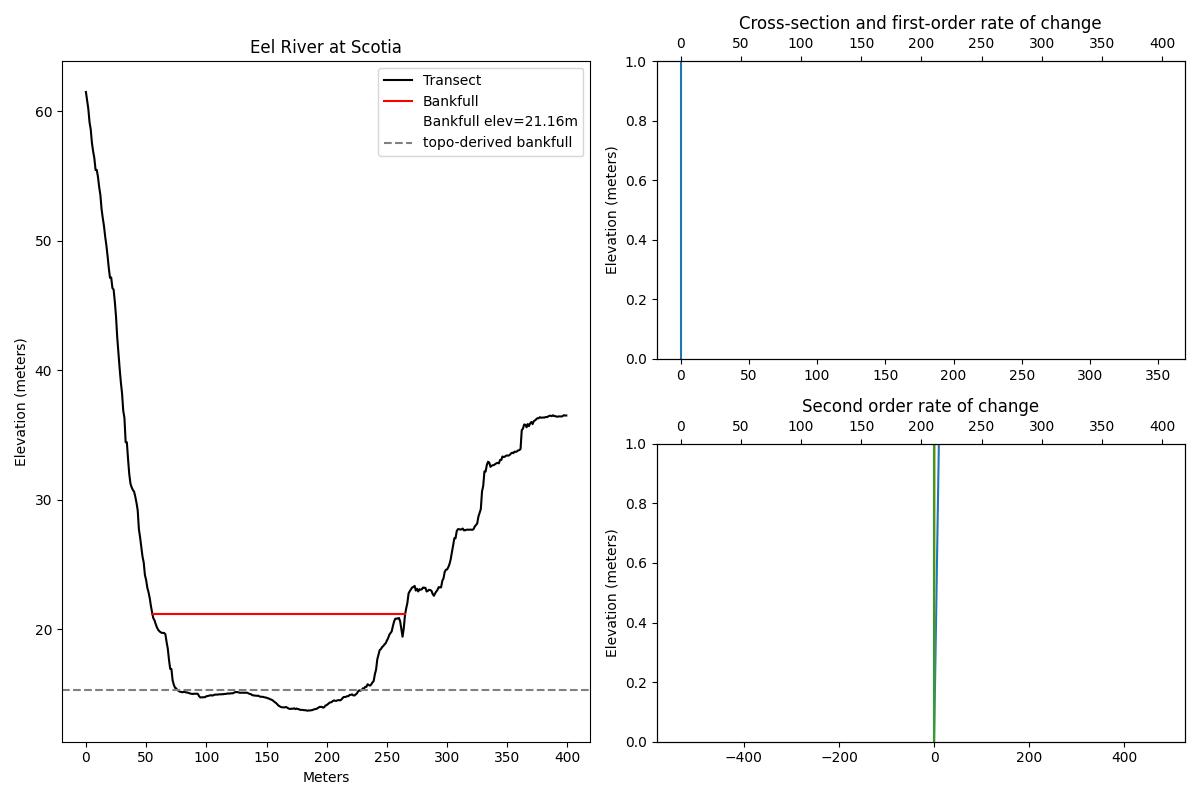 Eel River at Scotia
60
50
40
30
20
Elevation (meters)
0 50 100 150 200 250 300 350 400
Meters
Transect
Bankfull
Bankfull elev=21.16m
topo-derived bankfull
Cross-section and first-order rate of change
0 50 100 150 200 250 300 350 400
1.0
0.8
0.6
0.4
0.2
0.0
Elevation (meters)
0 50 100 150 200 250 300 350
Second order rate of change
0 50 100 150 200 250 300 350 400
1.0
0.8
0.6
0.4
0.2
0.0
Elevation (meters)
−400 −200 0 200 400